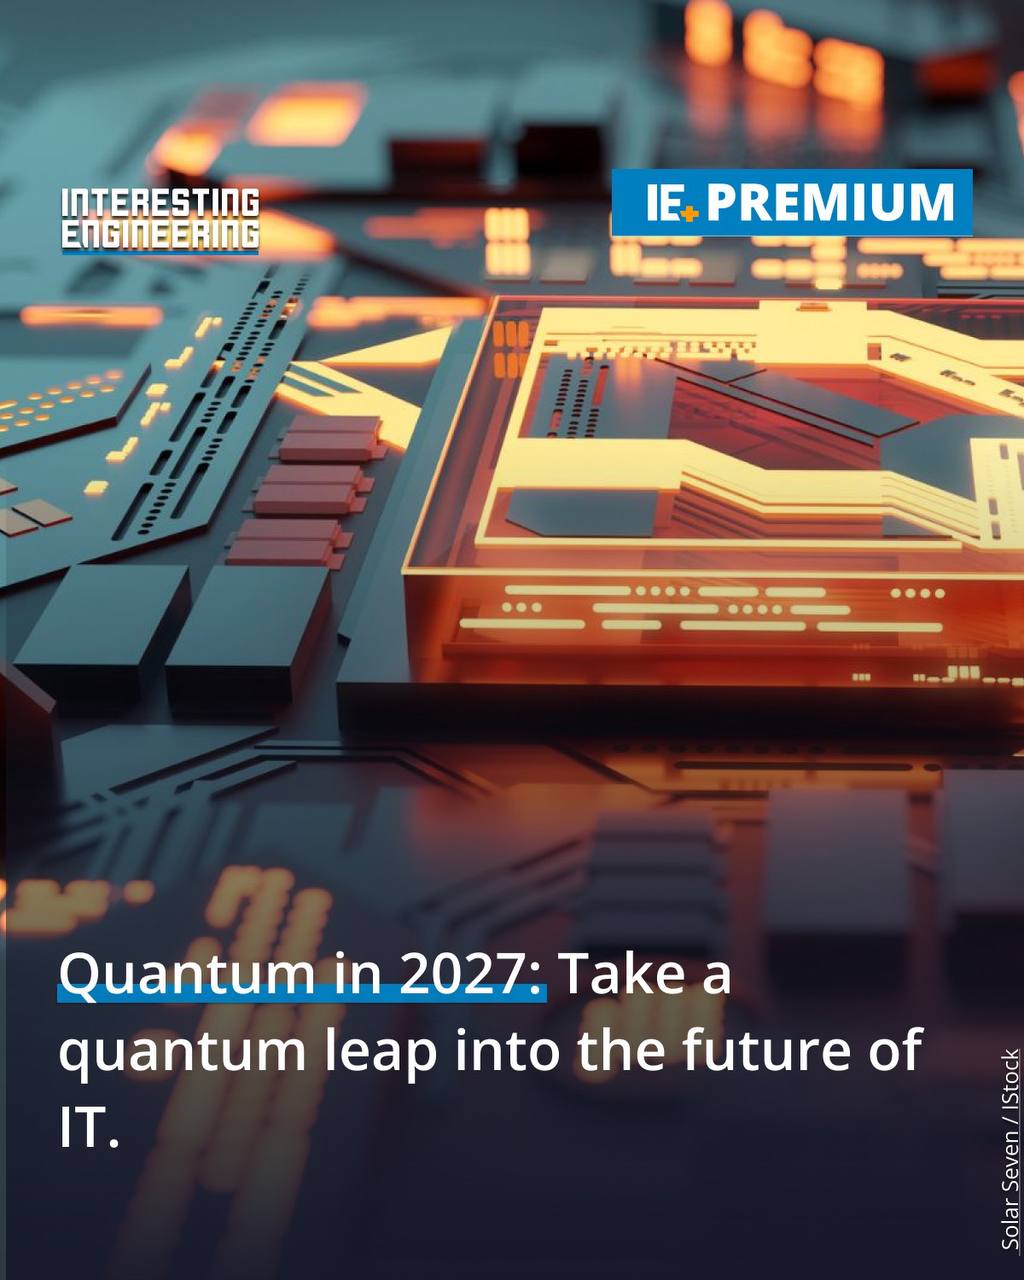 INTERESTING
ENGINEERING
IE+ PREMIUM
Quantum in 2027: Take a
quantum leap into the future of
IT.
Solar Seven / IStock